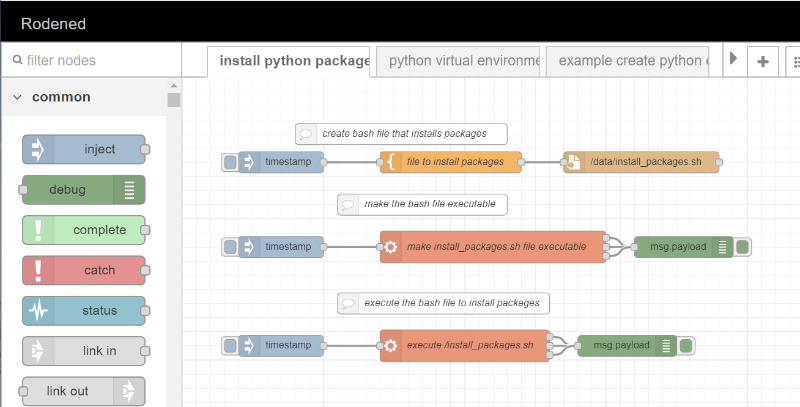 Rodened
filter nodes
install python package
python virtual environme
example create python e
common
inject
debug
complete
catch
status
link in
link out
create bash file that installs packages
timestamp
file to install packages
/data/install_packages.sh
make the bash file executable
timestamp
make install_packages.sh file executable
msg.payload
execute the bash file to install packages
timestamp
execute /install_packages.sh
msg.payload